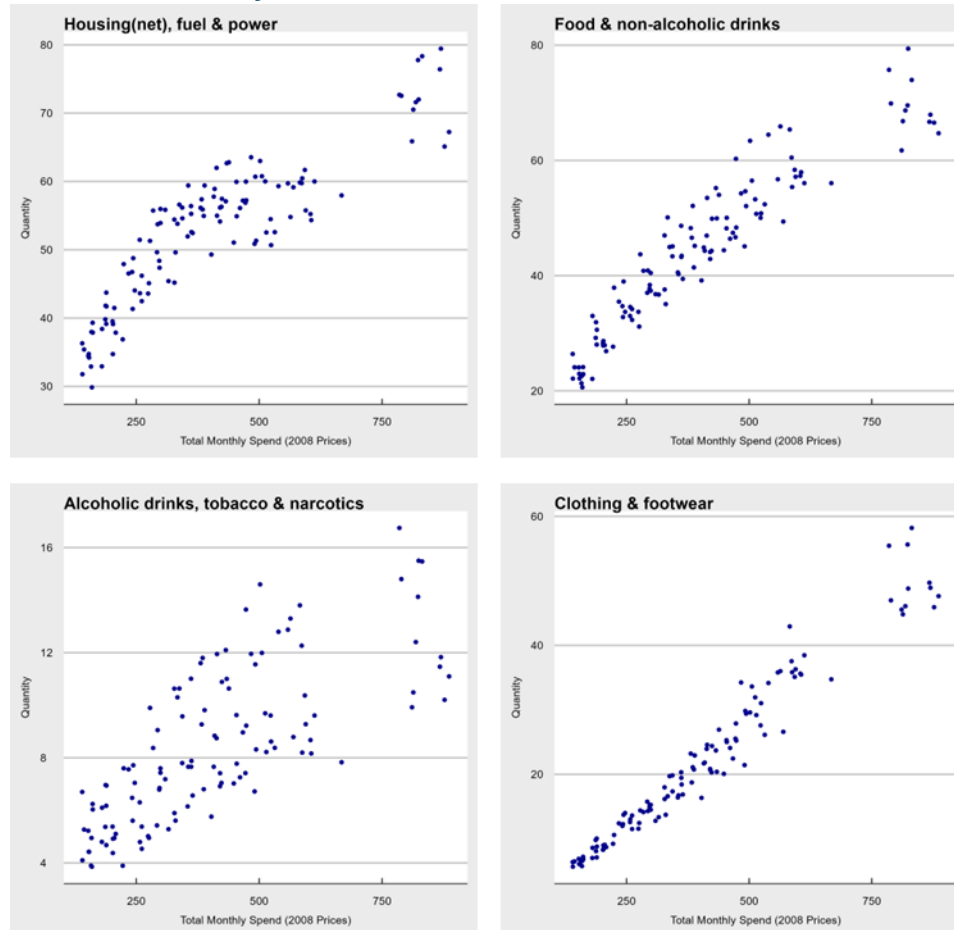 Housing(net), fuel & power
80
70
60
50
40
30
Quantity
250 500 750
Total Monthly Spend (2008 Prices)
Food & non-alcoholic drinks
80
60
40
20
Quantity
250 500 750
Total Monthly Spend (2008 Prices)
Alcoholic drinks, tobacco & narcotics
16
12
8
4
Quantity
250 500 750
Total Monthly Spend (2008 Prices)
Clothing & footwear
60
40
20
Quantity
250 500 750
Total Monthly Spend (2008 Prices)